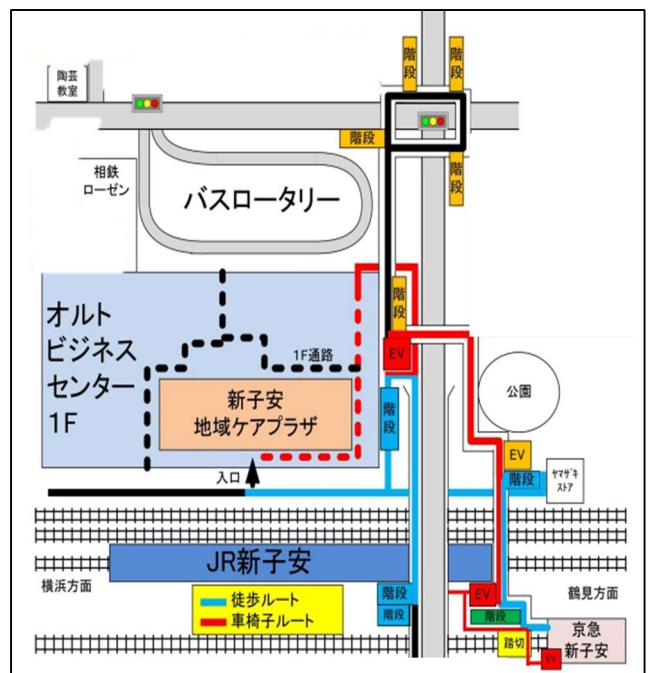 階段
階段
陶芸
教室
階段
階段
相鉄
ローゼン
バスロータリー
オルト
ビジネス
センター
1F
階段
1F通路
EV
新子安
地域ケアプラザ
階段
公園
入口
EV
階段
ヤマザキ
ストア
JR新子安
横浜方面
鶴見方面
徒歩ルート
車椅子ルート
階段
階段
EV
階段
踏切
京急
新子安
EV